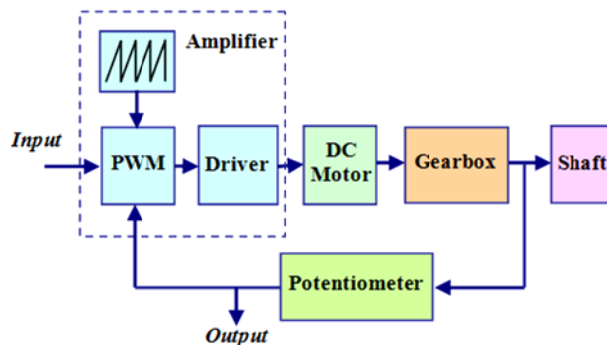 Amplifier
Input
PWM
Driver
DC
Motor
Gearbox
Shaft
Potentiometer
Output